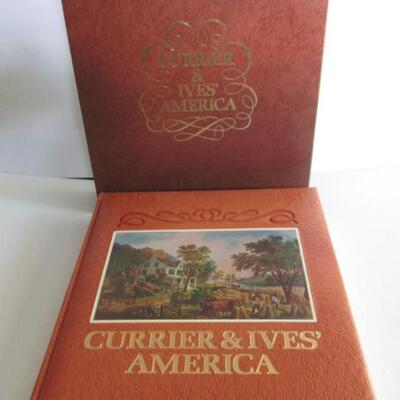 CURRIER
&
IVES'
AMERICA
CURRIER & IVES'
AMERICA